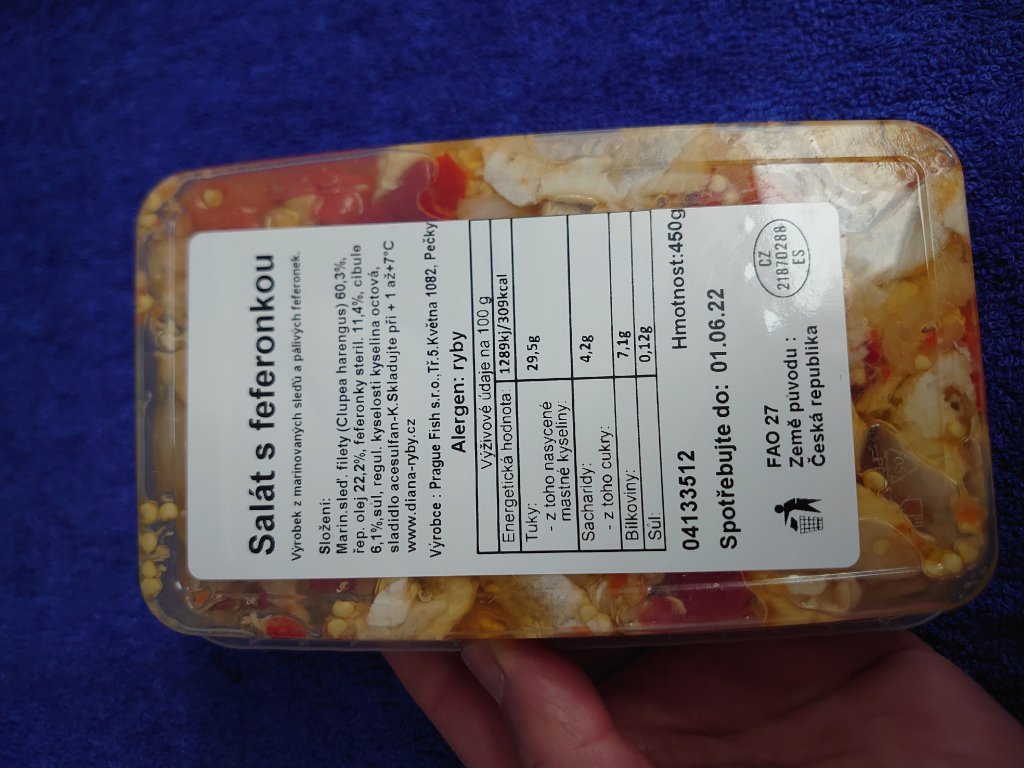 Salát s feferonkou
Výrobek z marinovaných sleďů a pálivých feferonek.
Složení:
Marin.sleď. filety (Clupea harengus) 60,3%,
řep. olej 22,2%, feferonky steril. 11,4%, cibule
6,1%,sůl, regul. kyselosti kyselina octová,
sladidlo acesulfan-K.Skladujte při + 1 až+7°C
www.diana-ryby.cz
Výrobce : Prague Fish s.r.o.,Tř.5.Května 1082, Pečky
Alergen: ryby
Výživové údaje na 100 g
Energetická hodnota: 1289kj/309kcal
Tuky: 29,5g
- z toho nasycené
mastné kyseliny:
Sacharidy: 4,2g
- z toho cukry:
Bílkoviny: 7,1g
Sůl: 0,12g
04133512 Hmotnost:450g
Spotřebujte do: 01.06.22
FAO 27
Země původu :
Česká republika
CZ
21870288
ES